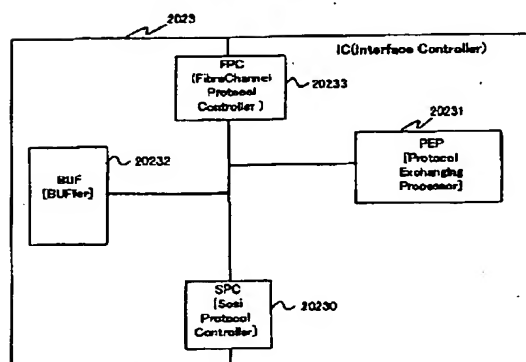 2023
IC(Interface Controller)
FPC
(FibreChannel
Protocol
Controller )
20233
20231
PEP
[Protocol
Exchanging
Processor]
20232
BUF
[BUFfer]
SPC
[Scsi
Protocol
Controller]
20230